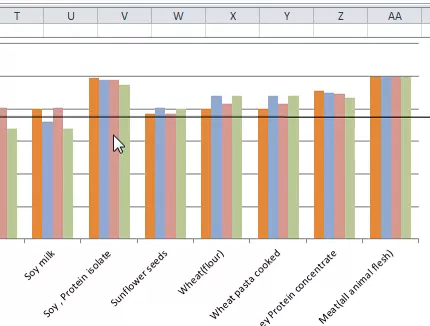 T U V W X Y Z AA
Soy milk
Soy , Protein isolate
Sunflower seeds
Wheat(flour)
Wheat pasta cooked
ey Protein concentrate
Meat(all animal flesh)